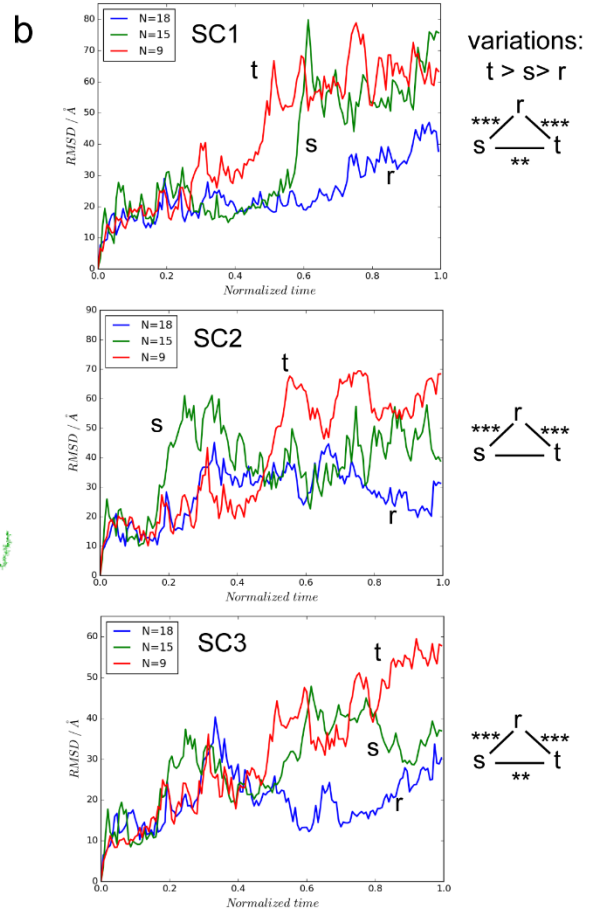 b
N=18
N=15
N=9
SC1
t
s
r
80
70
60
50
40
30
20
10
0
RMSD / Å
0.0 0.2 0.4 0.6 0.8 1.0
Normalized time
variations:
t > s> r
r
*** ***
s t
**
N=18
N=15
N=9
SC2
s
t
r
90
80
70
60
50
40
30
20
10
0
RMSD / Å
0.0 0.2 0.4 0.6 0.8 1.0
Normalized time
r
*** ***
s t
N=18
N=15
N=9
SC3
t
s
r
60
50
40
30
20
10
0
RMSD / Å
0.0 0.2 0.4 0.6 0.8 1.0
Normalized time
r
*** ***
s t
**